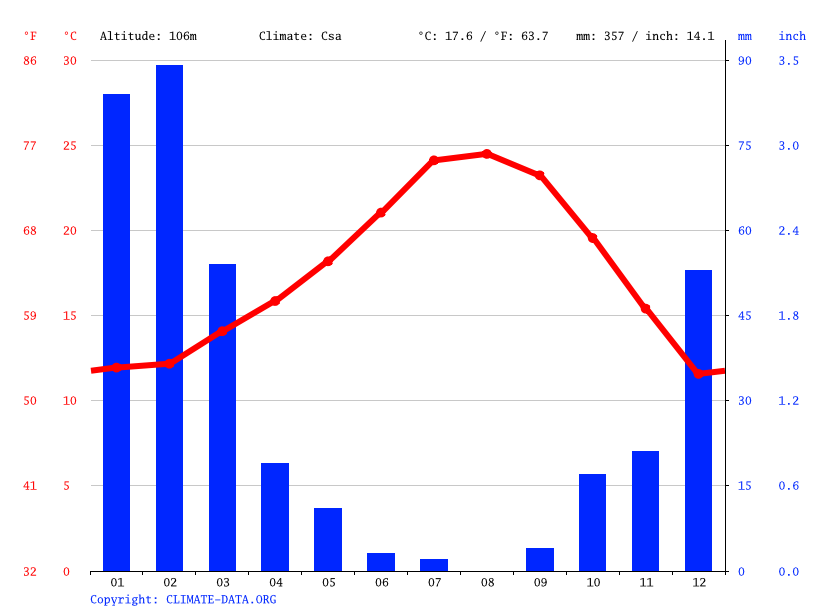 °F °C Altitude: 106m Climate: Csa °C: 17.6 / °F: 63.7 mm: 357 / inch: 14.1 mm inch
86 30 90 3.5
77 25 75 3.0
68 20 60 2.4
59 15 45 1.8
50 10 30 1.2
41 5 15 0.6
32 0 0 0.0
01 02 03 04 05 06 07 08 09 10 11 12
Copyright: CLIMATE-DATA.ORG